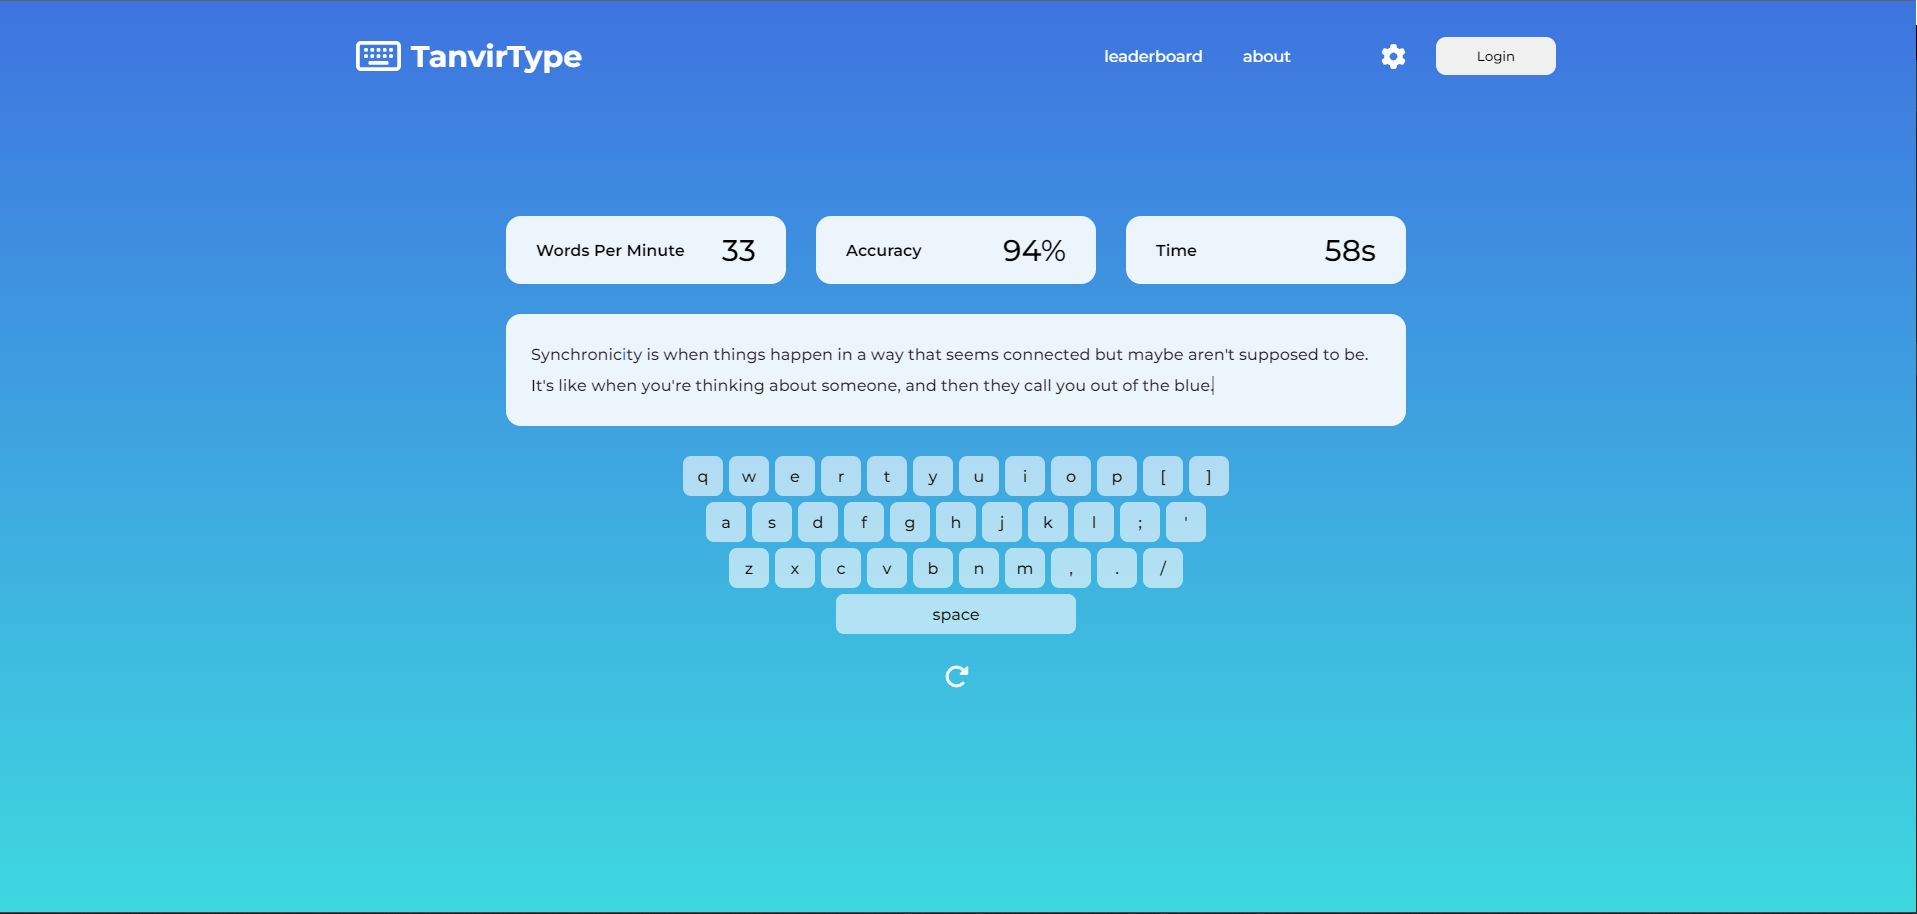 TanvirType
leaderboard about Login
Words Per Minute 33 Accuracy 94% Time 58s
Synchronicity is when things happen in a way that seems connected but maybe aren't supposed to be.
It's like when you're thinking about someone, and then they call you out of the blue.
q w e r t y u i o p [ ]
a s d f g h j k l ; '
z x c v b n m , . /
space